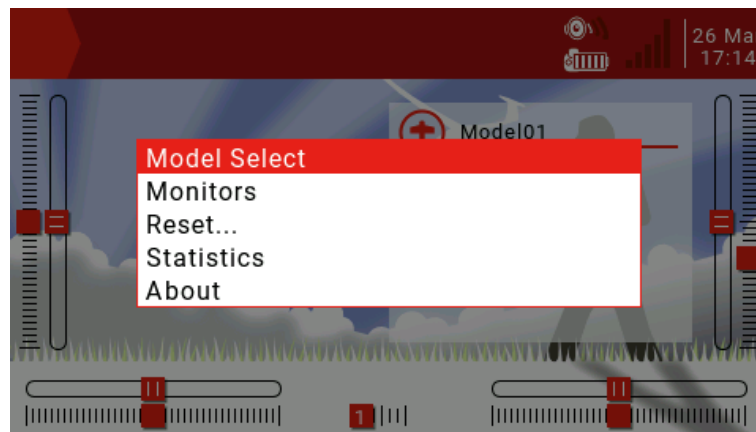 26 Ma
17:14
Model01
Model Select
Monitors
Reset...
Statistics
About
1